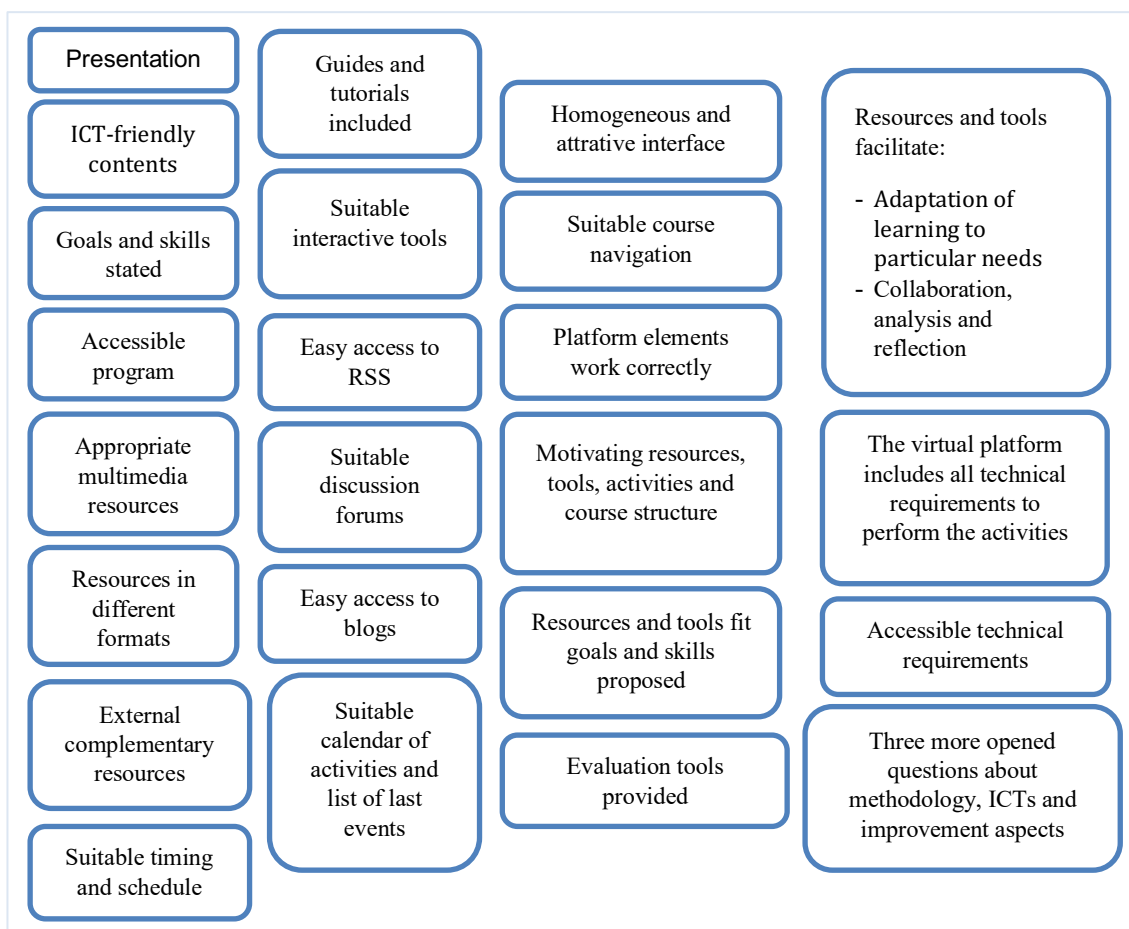 Presentation
ICT-friendly
contents
Goals and skills
stated
Accessible
program
Appropriate
multimedia
resources
Resources in
different
formats
External
complementary
resources
Suitable timing
and schedule
Guides and
tutorials
included
Suitable
interactive tools
Easy access to
RSS
Suitable
discussion
forums
Easy access to
blogs
Suitable
calendar of
activities and
list of last
events
Homogeneous and
attrative interface
Suitable course
navigation
Platform elements
work correctly
Motivating resources,
tools, activities and
course structure
Resources and tools fit
goals and skills
proposed
Evaluation tools
provided
Resources and tools
facilitate:
- Adaptation of
learning to
particular needs
- Collaboration,
analysis and
reflection
The virtual platform
includes all technical
requirements to
perform the activities
Accessible technical
requirements
Three more opened
questions about
methodology, ICTs and
improvement aspects